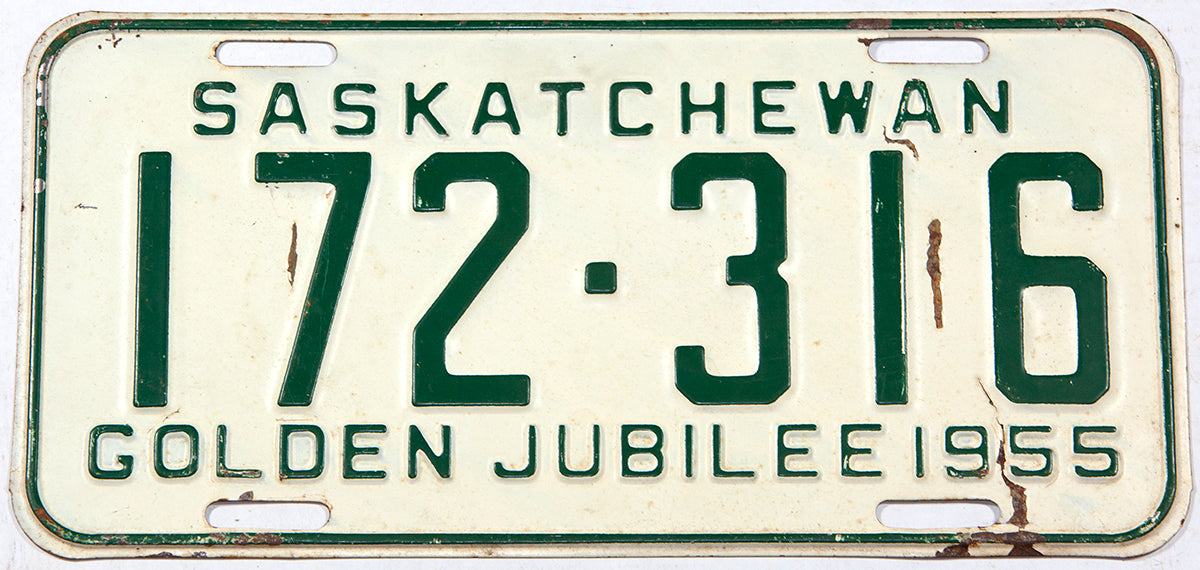 SASKATCHEWAN
172·316
GOLDEN JUBILEE 1955